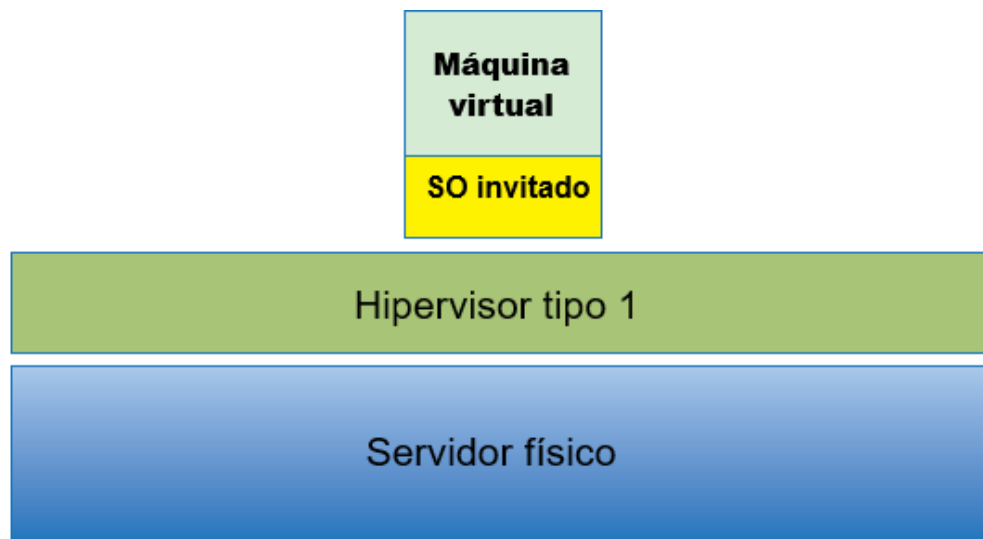 Máquina
virtual
SO invitado
Hipervisor tipo 1
Servidor físico